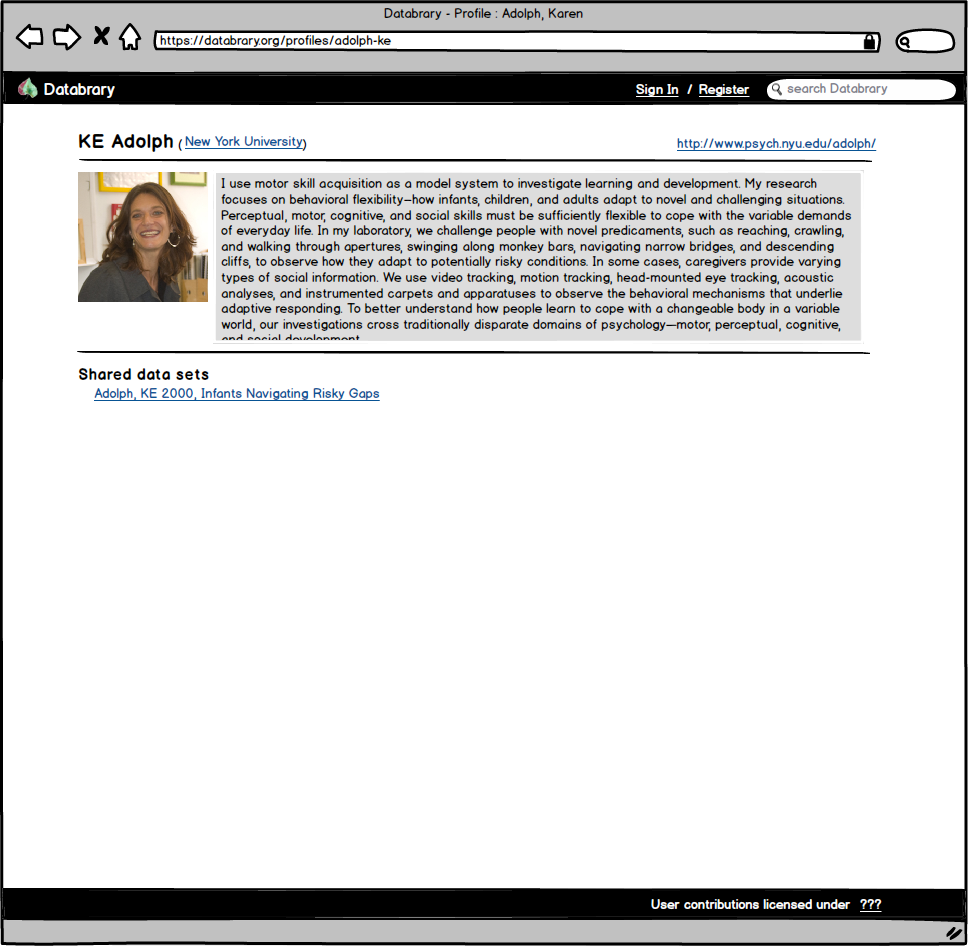 Databrary - Profile : Adolph, Karen
https://databrary.org/profiles/adolph-ke
Databrary
Sign In / Register
search Databrary
KE Adolph ( New York University)
http://www.psych.nyu.edu/adolph/
I use motor skill acquisition as a model system to investigate learning and development. My research
focuses on behavioral flexibility—how infants, children, and adults adapt to novel and challenging situations.
Perceptual, motor, cognitive, and social skills must be sufficiently flexible to cope with the variable demands
of everyday life. In my laboratory, we challenge people with novel predicaments, such as reaching, crawling,
and walking through apertures, swinging along monkey bars, navigating narrow bridges, and descending
cliffs, to observe how they adapt to potentially risky conditions. In some cases, caregivers provide varying
types of social information. We use video tracking, motion tracking, head-mounted eye tracking, acoustic
analyses, and instrumented carpets and apparatuses to observe the behavioral mechanisms that underlie
adaptive responding. To better understand how people learn to cope with a changeable body in a variable
world, our investigations cross traditionally disparate domains of psychology—motor, perceptual, cognitive,
and social development.
Shared data sets
Adolph, KE 2000, Infants Navigating Risky Gaps
User contributions licensed under ???